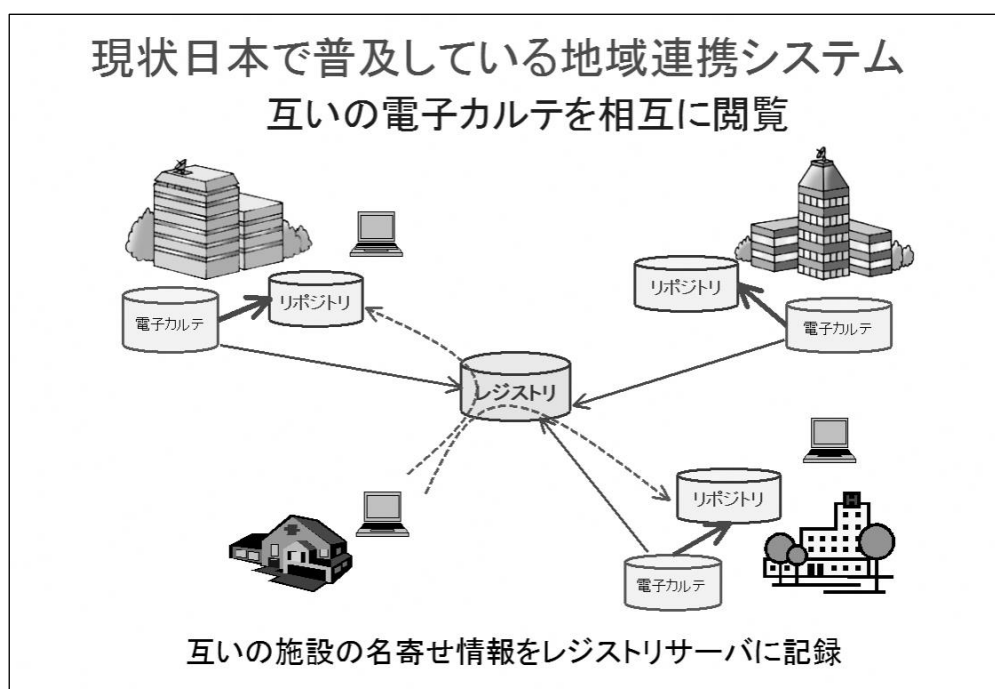 現状日本で普及している地域連携システム
互いの電子カルテを相互に閲覧
リポジトリ
電子カルテ
リポジトリ
電子カルテ
レジストリ
リポジトリ
H
電子カルテ
互いの施設の名寄せ情報をレジストリサーバに記録